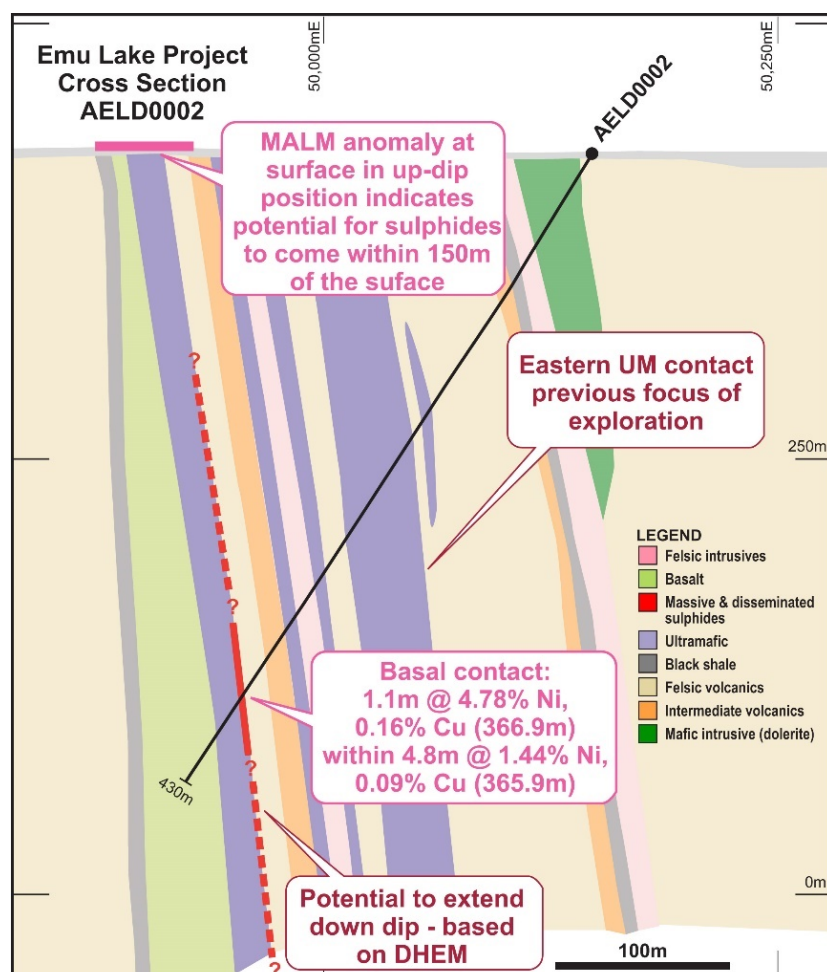 Emu Lake Project
Cross Section
AELD0002
50,000mE
50,250mE
AELD0002
MALM anomaly at
surface in up-dip
position indicates
potential for sulphides
to come within 150m
of the suface
?
Eastern UM contact
previous focus of
exploration
250m
LEGEND
Felsic intrusives
Basalt
Massive & disseminated
sulphides
Ultramafic
Black shale
Felsic volcanics
Intermediate volcanics
Mafic intrusive (dolerite)
?
Basal contact:
1.1m @ 4.78% Ni,
0.16% Cu (366.9m)
within 4.8m @ 1.44% Ni,
0.09% Cu (365.9m)
?
430m
Potential to extend
down dip - based
on DHEM
0m
100m
?